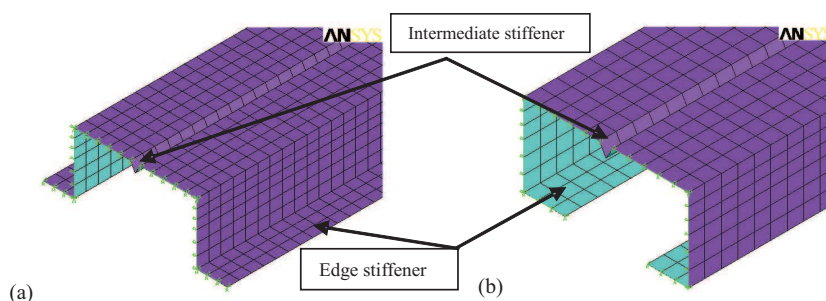 ANSYS
Intermediate stiffener
ANSYS
Edge stiffener
(a)
(b)